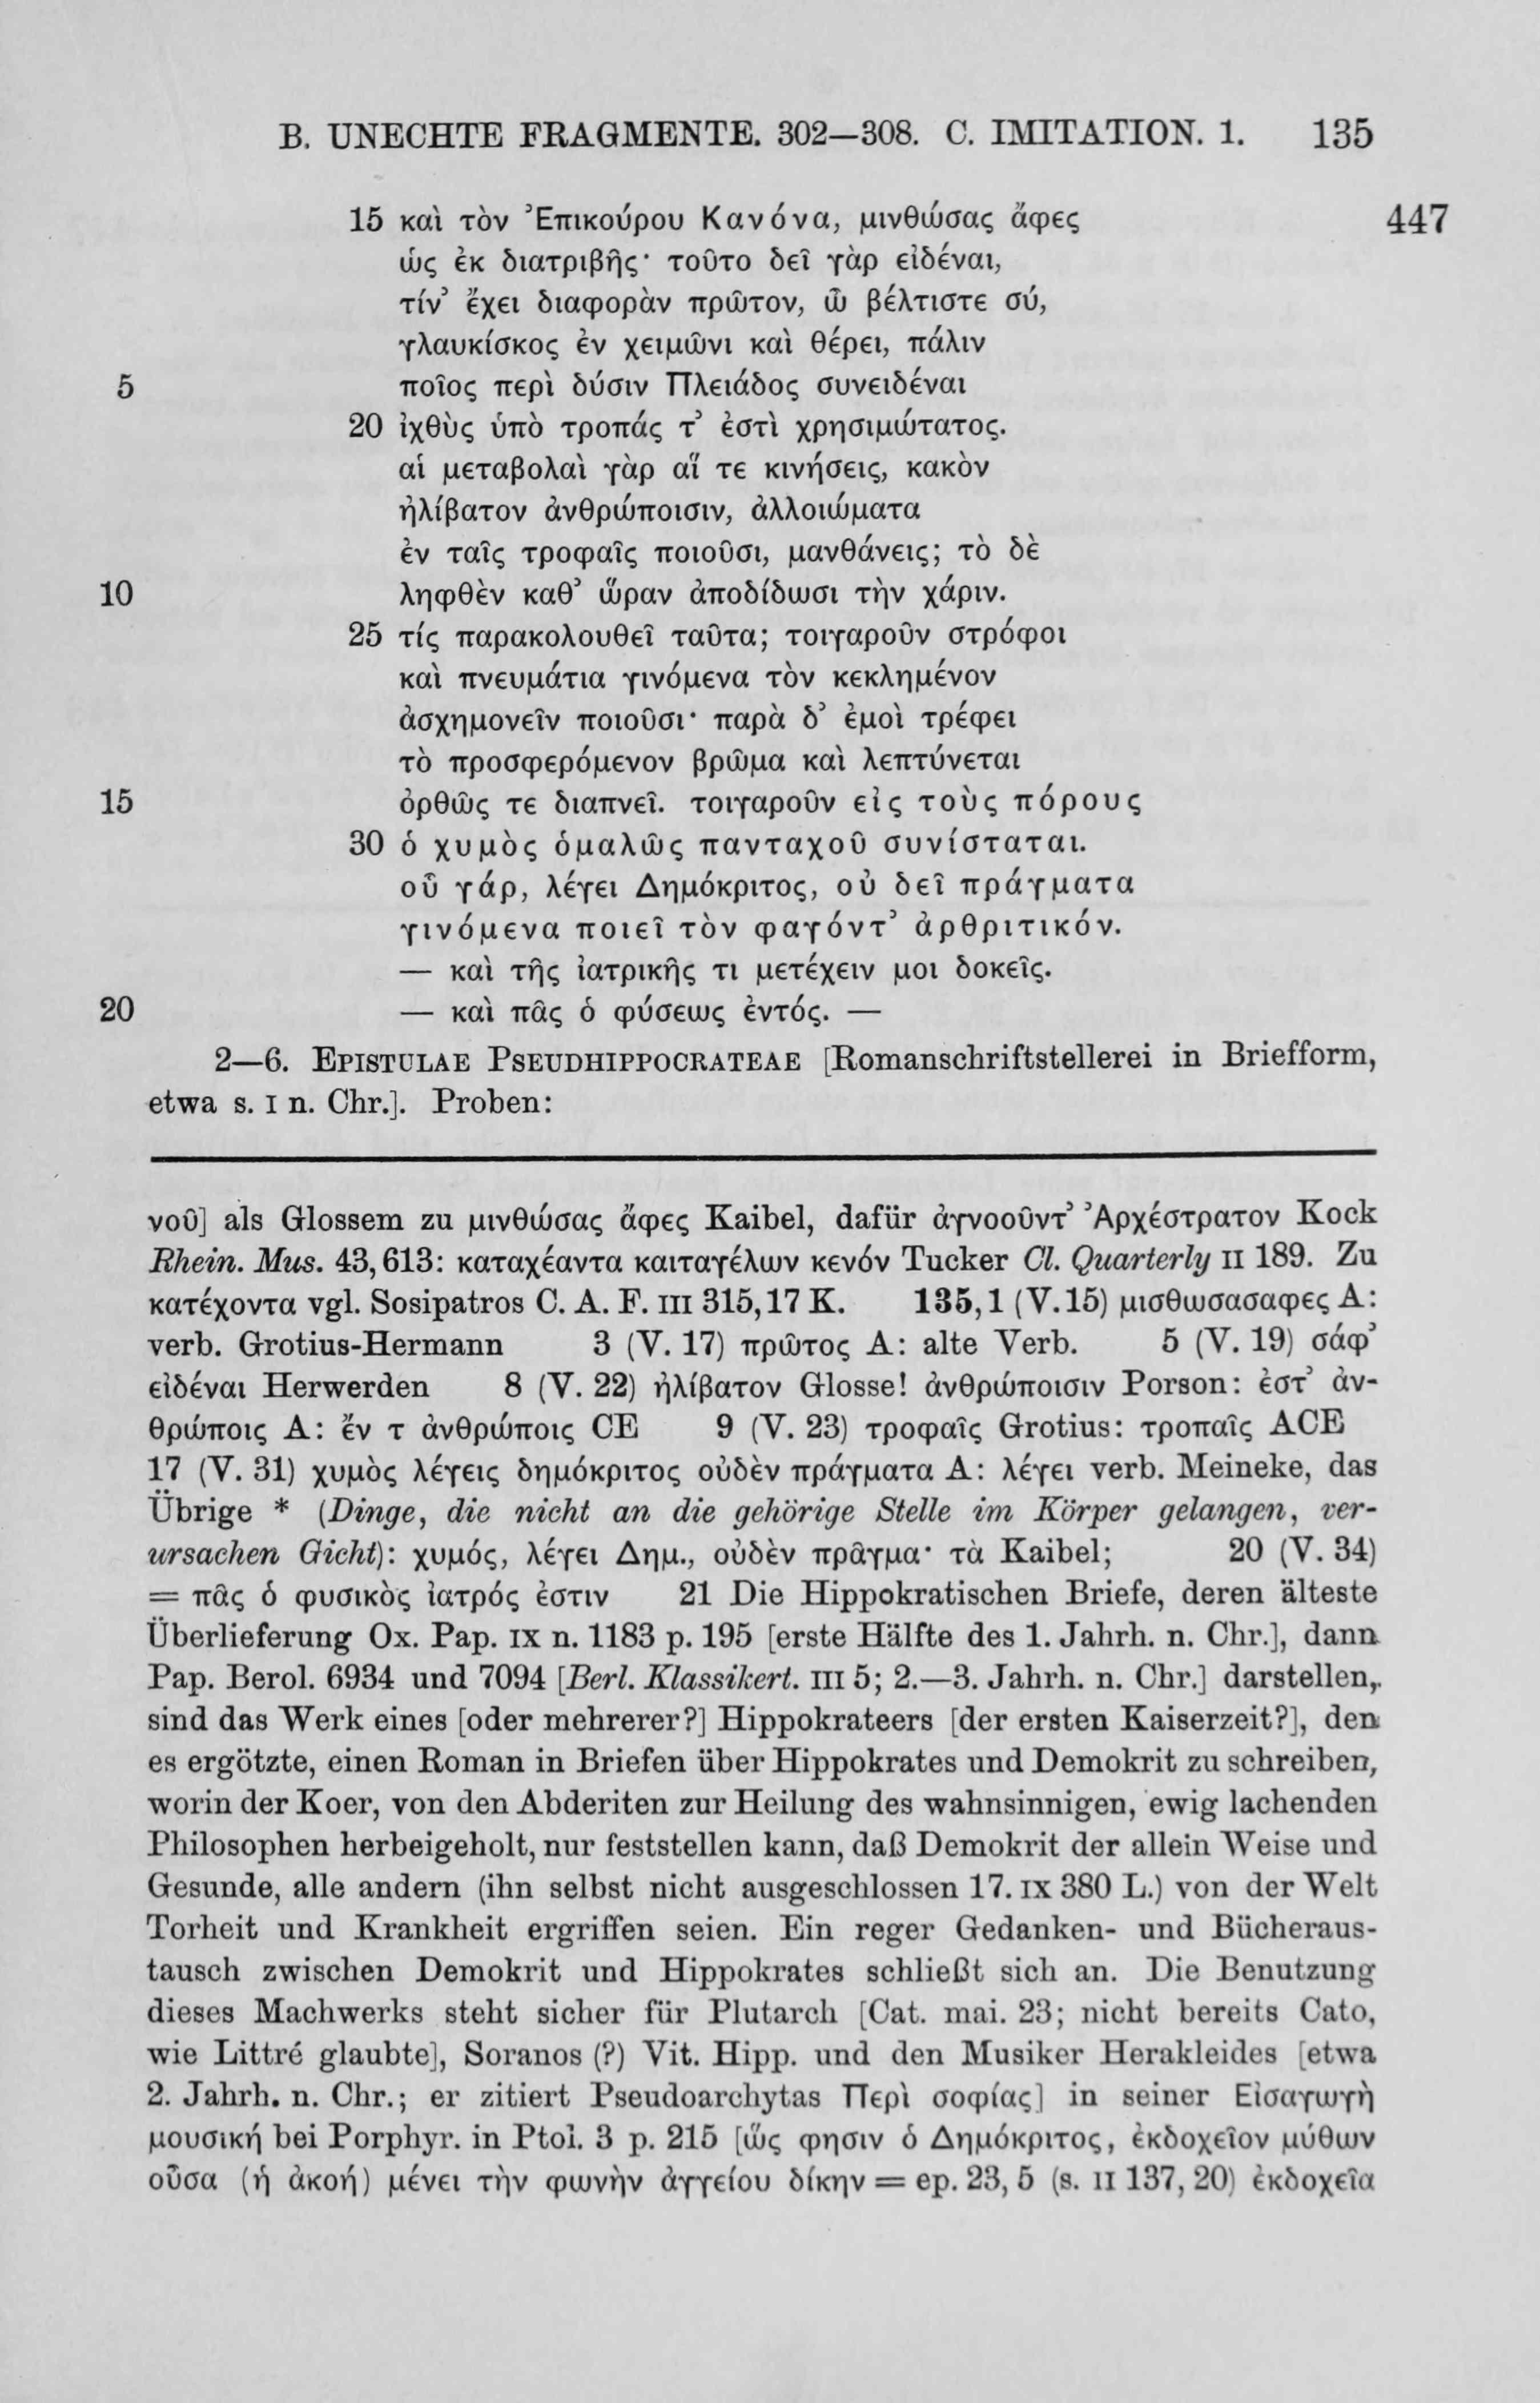 B. UNECHTE FRAGMENTE. 302—308. C. IMITATION. 1. 135
15 καὶ τὸν Ἐπικούρου Κανόνα, μινθώσας ἄφες 447
ὡς ἐκ διατριβῆς· τοῦτο δεῖ γὰρ εἰδέναι,
τίν’ ἔχει διαφορὰν πρῶτον, ὦ βέλτιστε σύ,
γλαυκίσκος ἐν χειμῶνι καὶ θέρει, πάλιν
5 ποῖος περὶ δύσιν Πλειάδος συνειδέναι
20 ἰχθὺς ὑπὸ τροπάς τ’ ἐστὶ χρησιμώτατος.
αἱ μεταβολαὶ γὰρ αἵ τε κινήσεις, κακὸν
ἠλίβατον ἀνθρώποισιν, ἀλλοιώματα
ἐν ταῖς τροφαῖς ποιοῦσι, μανθάνεις; τὸ δὲ
10 ληφθὲν καθ’ ὥραν ἀποδίδωσι τὴν χάριν.
25 τίς παρακολουθεῖ ταῦτα; τοιγαροῦν στρόφοι
καὶ πνευμάτια γινόμενα τὸν κεκλημένον
ἀσχημονεῖν ποιοῦσι· παρὰ δ’ ἐμοὶ τρέφει
τὸ προσφερόμενον βρῶμα καὶ λεπτύνεται
15 ὀρθῶς τε διαπνεῖ. τοιγαροῦν εἰς τοὺς πόρους
30 ὁ χυμὸς ὁμαλῶς πανταχοῦ συνίσταται.
οὗ γάρ, λέγει Δημόκριτος, οὐ δεῖ πράγματα
γινόμενα ποιεῖ τὸν φαγόντ’ ἀρθριτικόν.
— καὶ τῆς ἰατρικῆς τι μετέχειν μοι δοκεῖς.
20 — καὶ πᾶς ὁ φύσεως ἐντός. —
2—6. EPISTULAE PSEUDHIPPOCRATEAE [Romanschriftstellerei in Briefform,
etwa s. I n. Chr.]. Proben:
νοῦ] als Glossem zu μινθώσας ἄφες Kaibel, dafür ἀγνοοῦντ’ Ἀρχέστρατον Kock
Rhein. Mus. 43, 613: καταχέαντα καιταγέλων κενόν Tucker Cl. Quarterly II 189. Zu
κατέχοντα vgl. Sosipatros C. A. F. III 315,17 K. 135,1 (V. 15) μισθωσασαφες A:
verb. Grotius-Hermann 3 (V. 17) πρῶτος A: alte Verb. 5 (V. 19) σάφ’
εἰδέναι Herwerden 8 (V. 22) ἠλίβατον Glosse! ἀνθρώποισιν Porson: ἐστ’ ἀν-
θρώποις A: ἔν τ ἀνθρώποις CE 9 (V. 23) τροφαῖς Grotius: τροπαῖς ACE
17 (V. 31) χυμὸς λέγεις δημόκριτος οὐδὲν πράγματα A: λέγει verb. Meineke, das
Übrige * (Dinge, die nicht an die gehörige Stelle im Körper gelangen, ver-
ursachen Gicht): χυμός, λέγει Δημ., οὐδὲν πρᾶγμα· τὰ Kaibel; 20 (V. 34)
= πᾶς ὁ φυσικὸς ἰατρός ἐστιν 21 Die Hippokratischen Briefe, deren älteste
Überlieferung Ox. Pap. IX n. 1183 p. 195 [erste Hälfte des 1. Jahrh. n. Chr.], dann
Pap. Berol. 6934 und 7094 [Berl. Klassikert. III 5; 2.—3. Jahrh. n. Chr.] darstellen,
sind das Werk eines [oder mehrerer?] Hippokrateers [der ersten Kaiserzeit?], den
es ergötzte, einen Roman in Briefen über Hippokrates und Demokrit zu schreiben,
worin der Koer, von den Abderiten zur Heilung des wahnsinnigen, ewig lachenden
Philosophen herbeigeholt, nur feststellen kann, daß Demokrit der allein Weise und
Gesunde, alle andern (ihn selbst nicht ausgeschlossen 17. IX 380 L.) von der Welt
Torheit und Krankheit ergriffen seien. Ein reger Gedanken- und Bücheraus-
tausch zwischen Demokrit und Hippokrates schließt sich an. Die Benutzung
dieses Machwerks steht sicher für Plutarch [Cat. mai. 23; nicht bereits Cato,
wie Littré glaubte], Soranos (?) Vit. Hipp. und den Musiker Herakleides [etwa
2. Jahrh. n. Chr.; er zitiert Pseudoarchytas Περὶ σοφίας] in seiner Εἰσαγωγὴ
μουσική bei Porphyr. in Ptol. 3 p. 215 [ὥς φησιν ὁ Δημόκριτος, ἐκδοχεῖον μύθων
οὖσα (ἡ ἀκοή) μένει τὴν φωνὴν ἀγγείου δίκην = ep. 23, 5 (s. II 137, 20) ἐκδοχεῖα